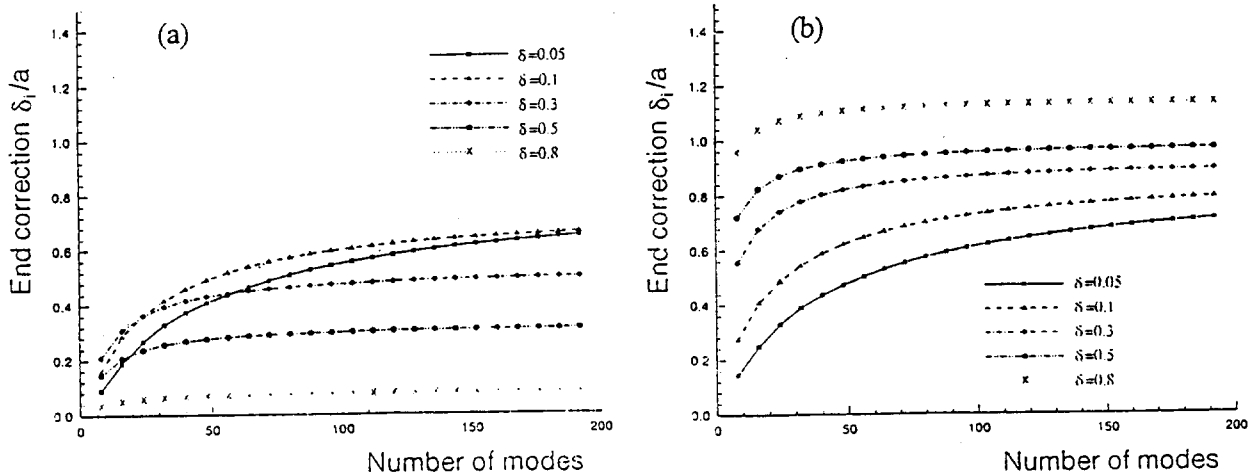 (a)
End correction δi/a
1.4
1.2
1.0
0.8
0.6
0.4
0.2
0.0
0
50
100
150
200
Number of modes
δ=0.05
δ=0.1
δ=0.3
δ=0.5
δ=0.8
(b)
End correction δi/a
1.4
1.2
1.0
0.8
0.6
0.4
0.2
0.0
0
50
100
150
200
Number of modes
δ=0.05
δ=0.1
δ=0.3
δ=0.5
δ=0.8